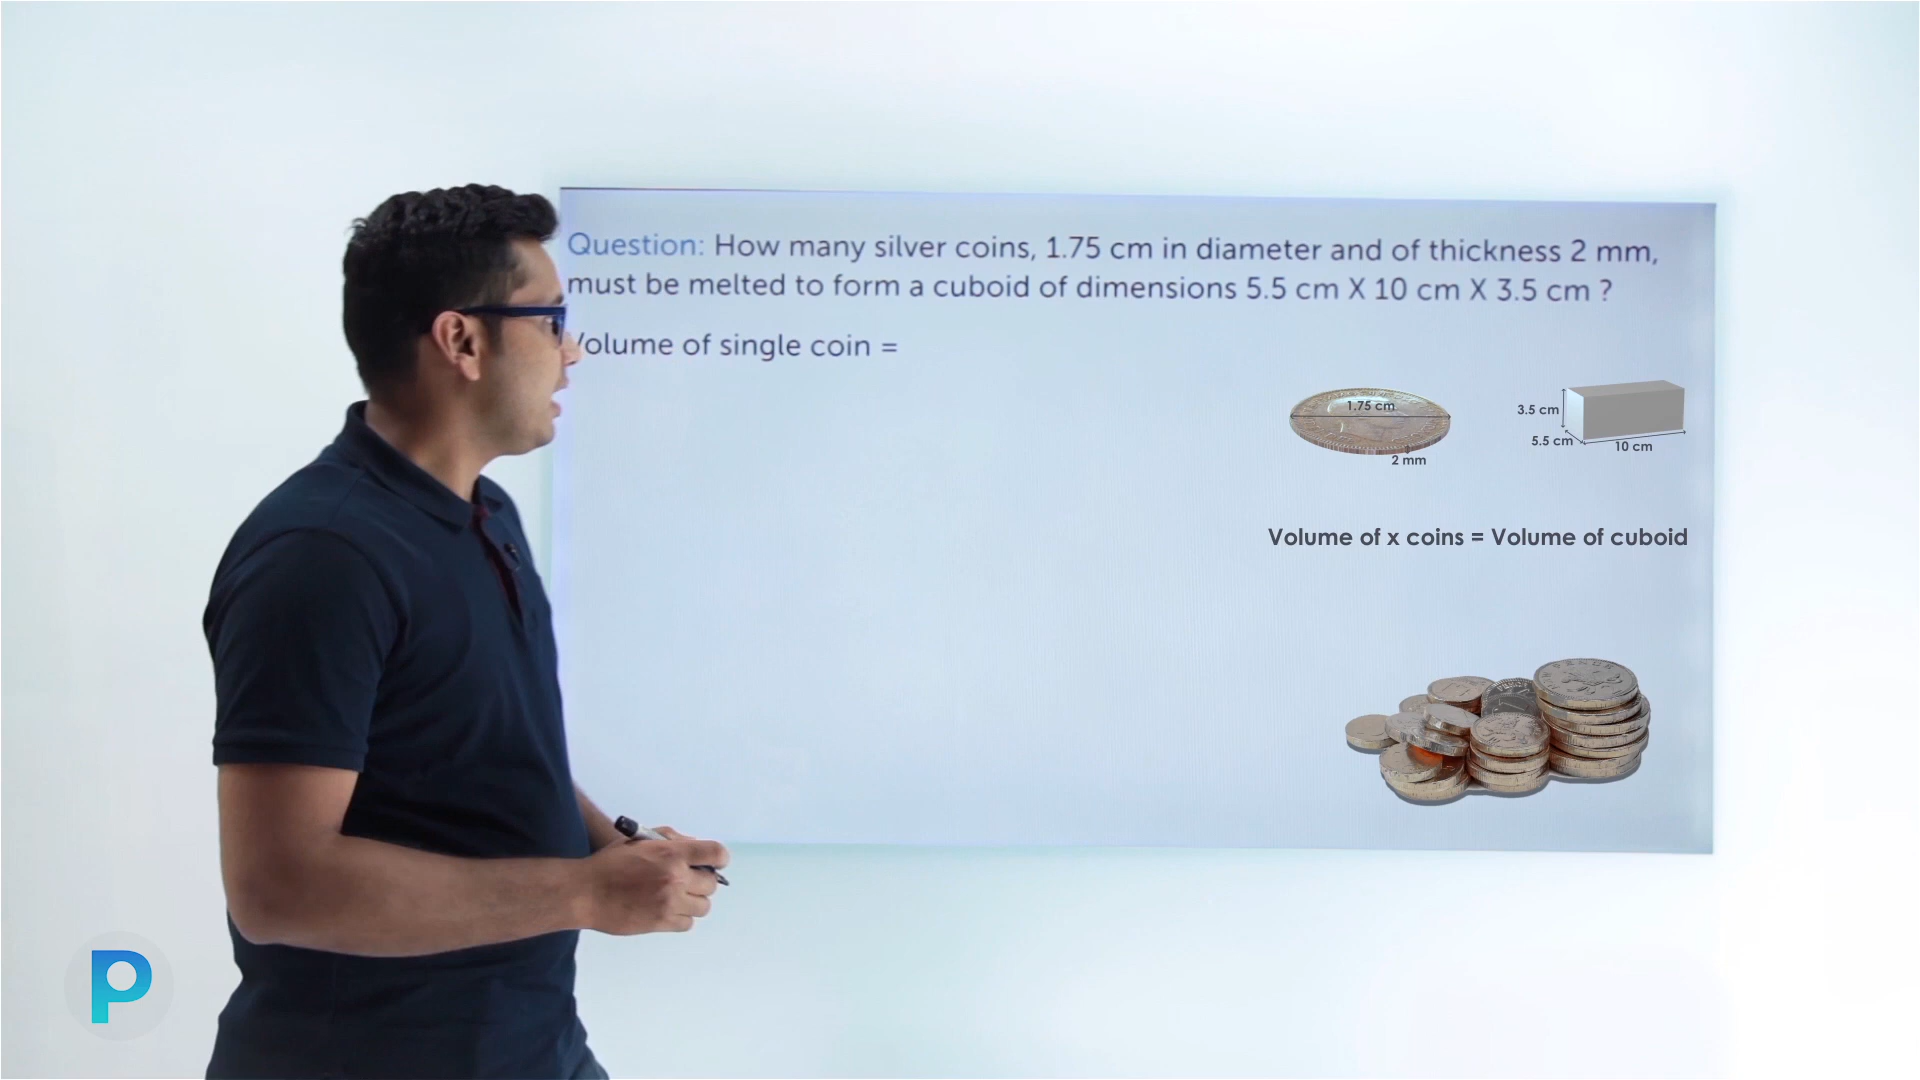 Question: How many silver coins, 1.75 cm in diameter and of thickness 2 mm,
must be melted to form a cuboid of dimensions 5.5 cm X 10 cm X 3.5 cm ?
Volume of single coin =
1.75 cm
2 mm
3.5 cm
5.5 cm
10 cm
Volume of x coins = Volume of cuboid
P